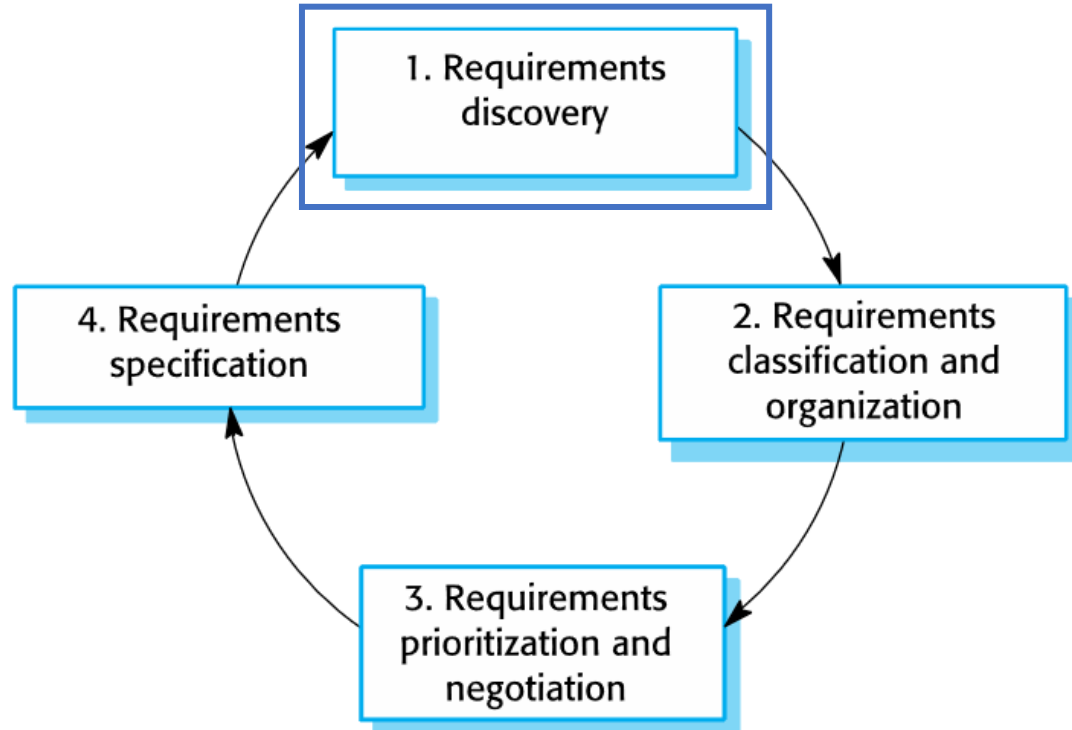 1. Requirements
discovery
2. Requirements
classification and
organization
3. Requirements
prioritization and
negotiation
4. Requirements
specification